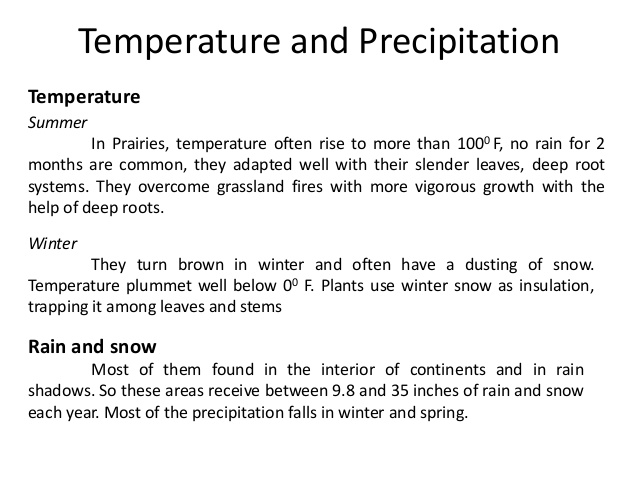 Temperature and Precipitation
Temperature
Summer
In Prairies, temperature often rise to more than 100⁰ F, no rain for 2
months are common, they adapted well with their slender leaves, deep root
systems. They overcome grassland fires with more vigorous growth with the
help of deep roots.
Winter
They turn brown in winter and often have a dusting of snow.
Temperature plummet well below 0⁰ F. Plants use winter snow as insulation,
trapping it among leaves and stems
Rain and snow
Most of them found in the interior of continents and in rain
shadows. So these areas receive between 9.8 and 35 inches of rain and snow
each year. Most of the precipitation falls in winter and spring.